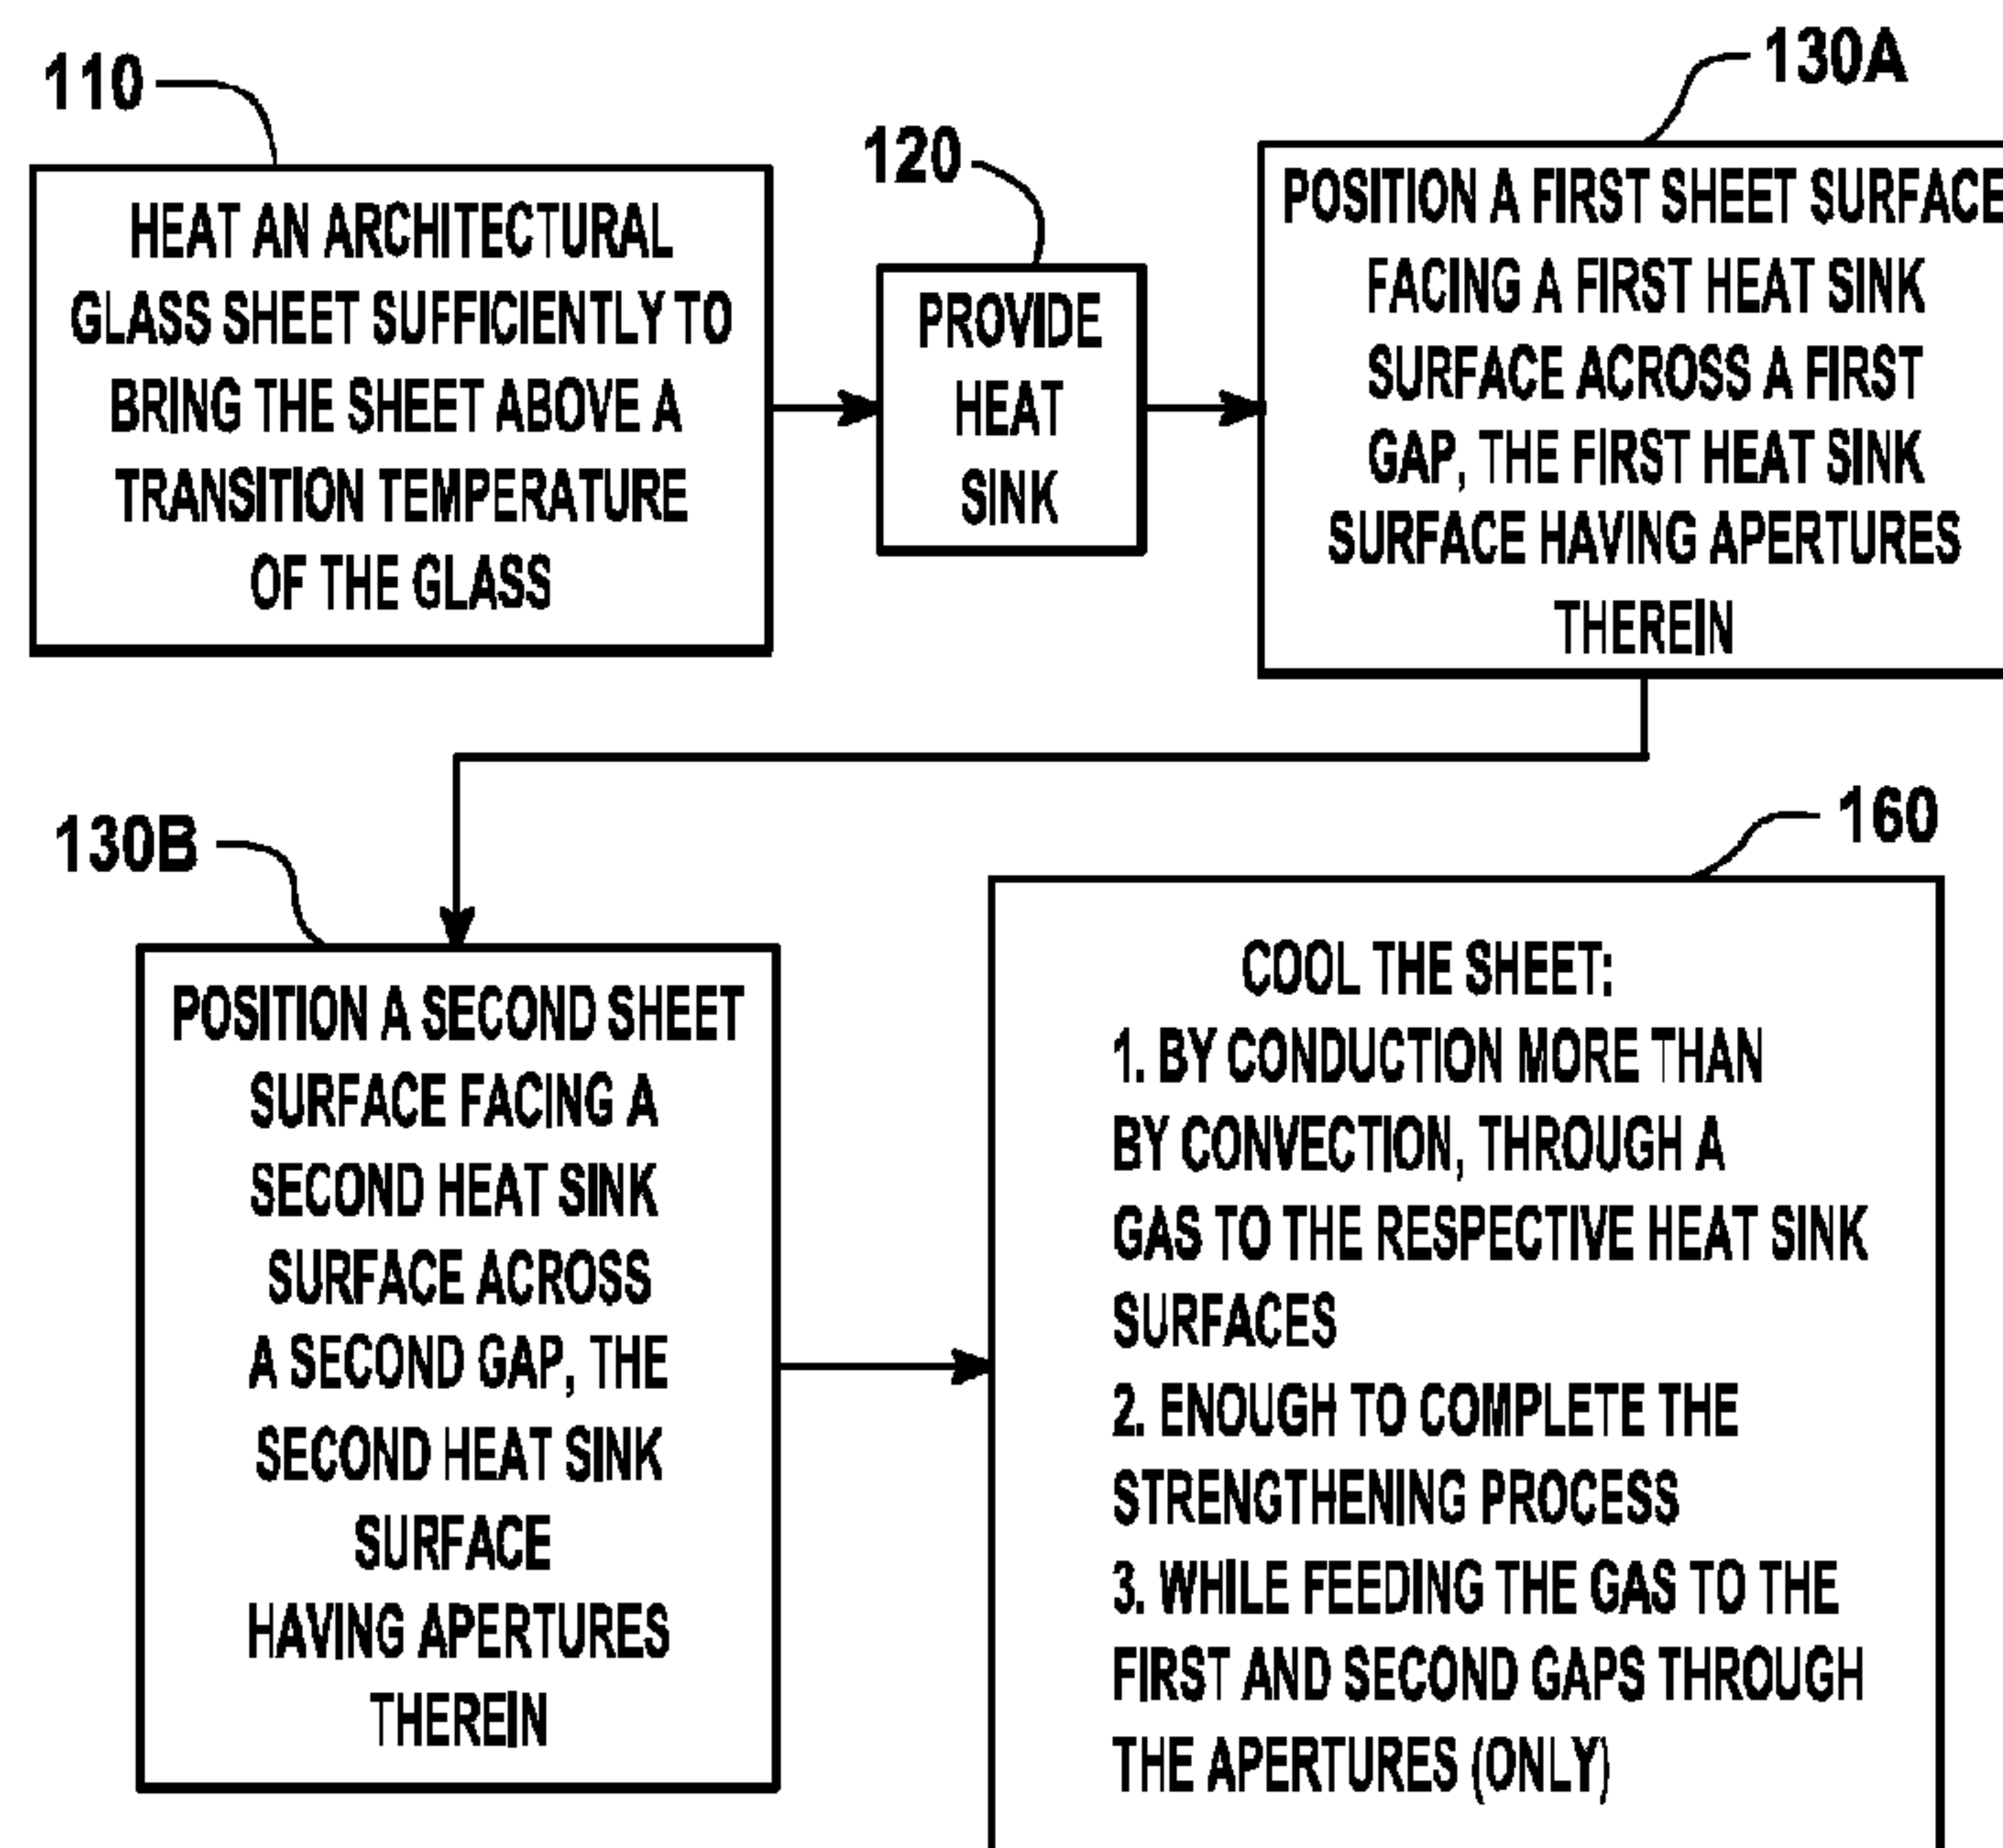 110
HEAT AN ARCHITECTURAL
GLASS SHEET SUFFICIENTLY TO
BRING THE SHEET ABOVE A
TRANSITION TEMPERATURE
OF THE GLASS
120
PROVIDE
HEAT
SINK
130A
POSITION A FIRST SHEET SURFACE
FACING A FIRST HEAT SINK
SURFACE ACROSS A FIRST
GAP, THE FIRST HEAT SINK
SURFACE HAVING APERTURES
THEREIN
130B
POSITION A SECOND SHEET
SURFACE FACING A
SECOND HEAT SINK
SURFACE ACROSS
A SECOND GAP, THE
SECOND HEAT SINK
SURFACE
HAVING APERTURES
THEREIN
160
COOL THE SHEET:
1. BY CONDUCTION MORE THAN
BY CONVECTION, THROUGH A
GAS TO THE RESPECTIVE HEAT SINK
SURFACES
2. ENOUGH TO COMPLETE THE
STRENGTHENING PROCESS
3. WHILE FEEDING THE GAS TO THE
FIRST AND SECOND GAPS THROUGH
THE APERTURES (ONLY)